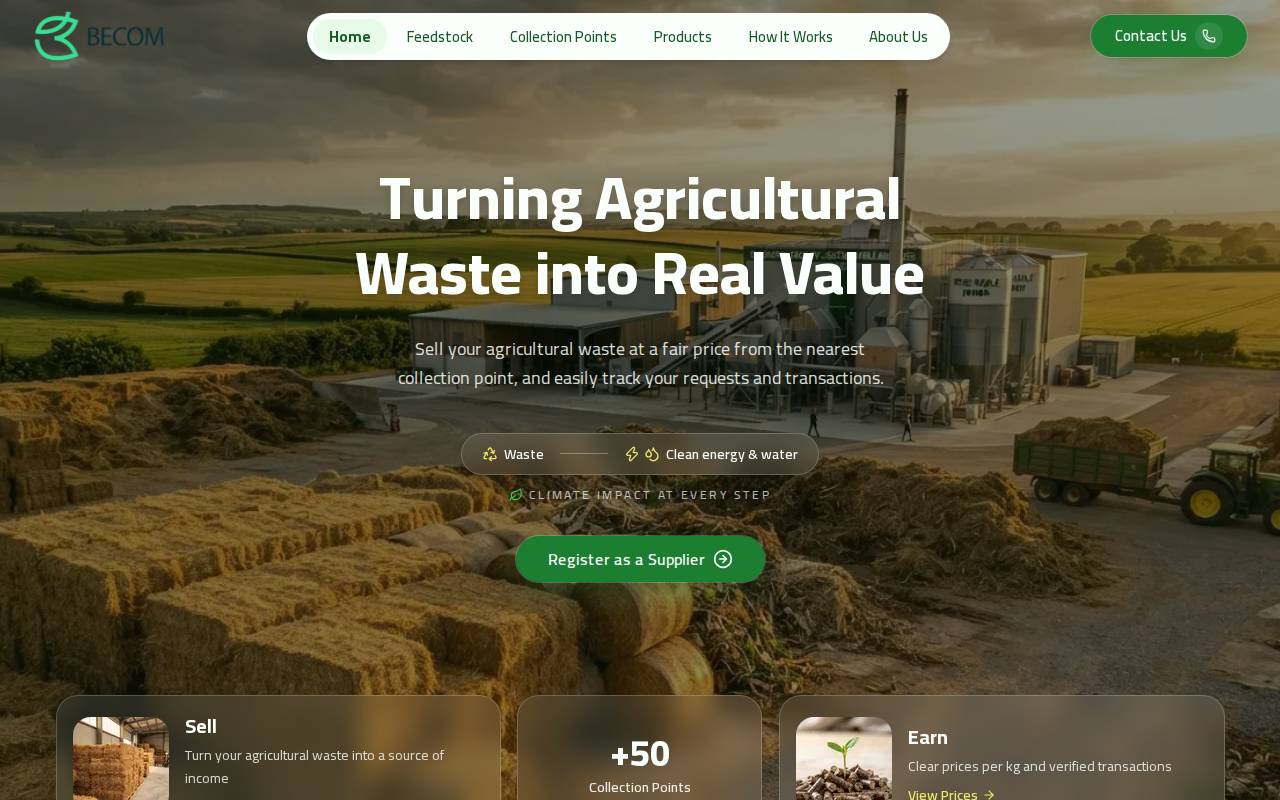 BECOM
Home
Feedstock
Collection Points
Products
How It Works
About Us
Contact Us
Turning Agricultural
Waste into Real Value
Sell your agricultural waste at a fair price from the nearest
collection point, and easily track your requests and transactions.
Waste
Clean energy & water
CLIMATE IMPACT AT EVERY STEP
Register as a Supplier
Sell
Turn your agricultural waste into a source of
income
+50
Collection Points
Earn
Clear prices per kg and verified transactions
View Prices